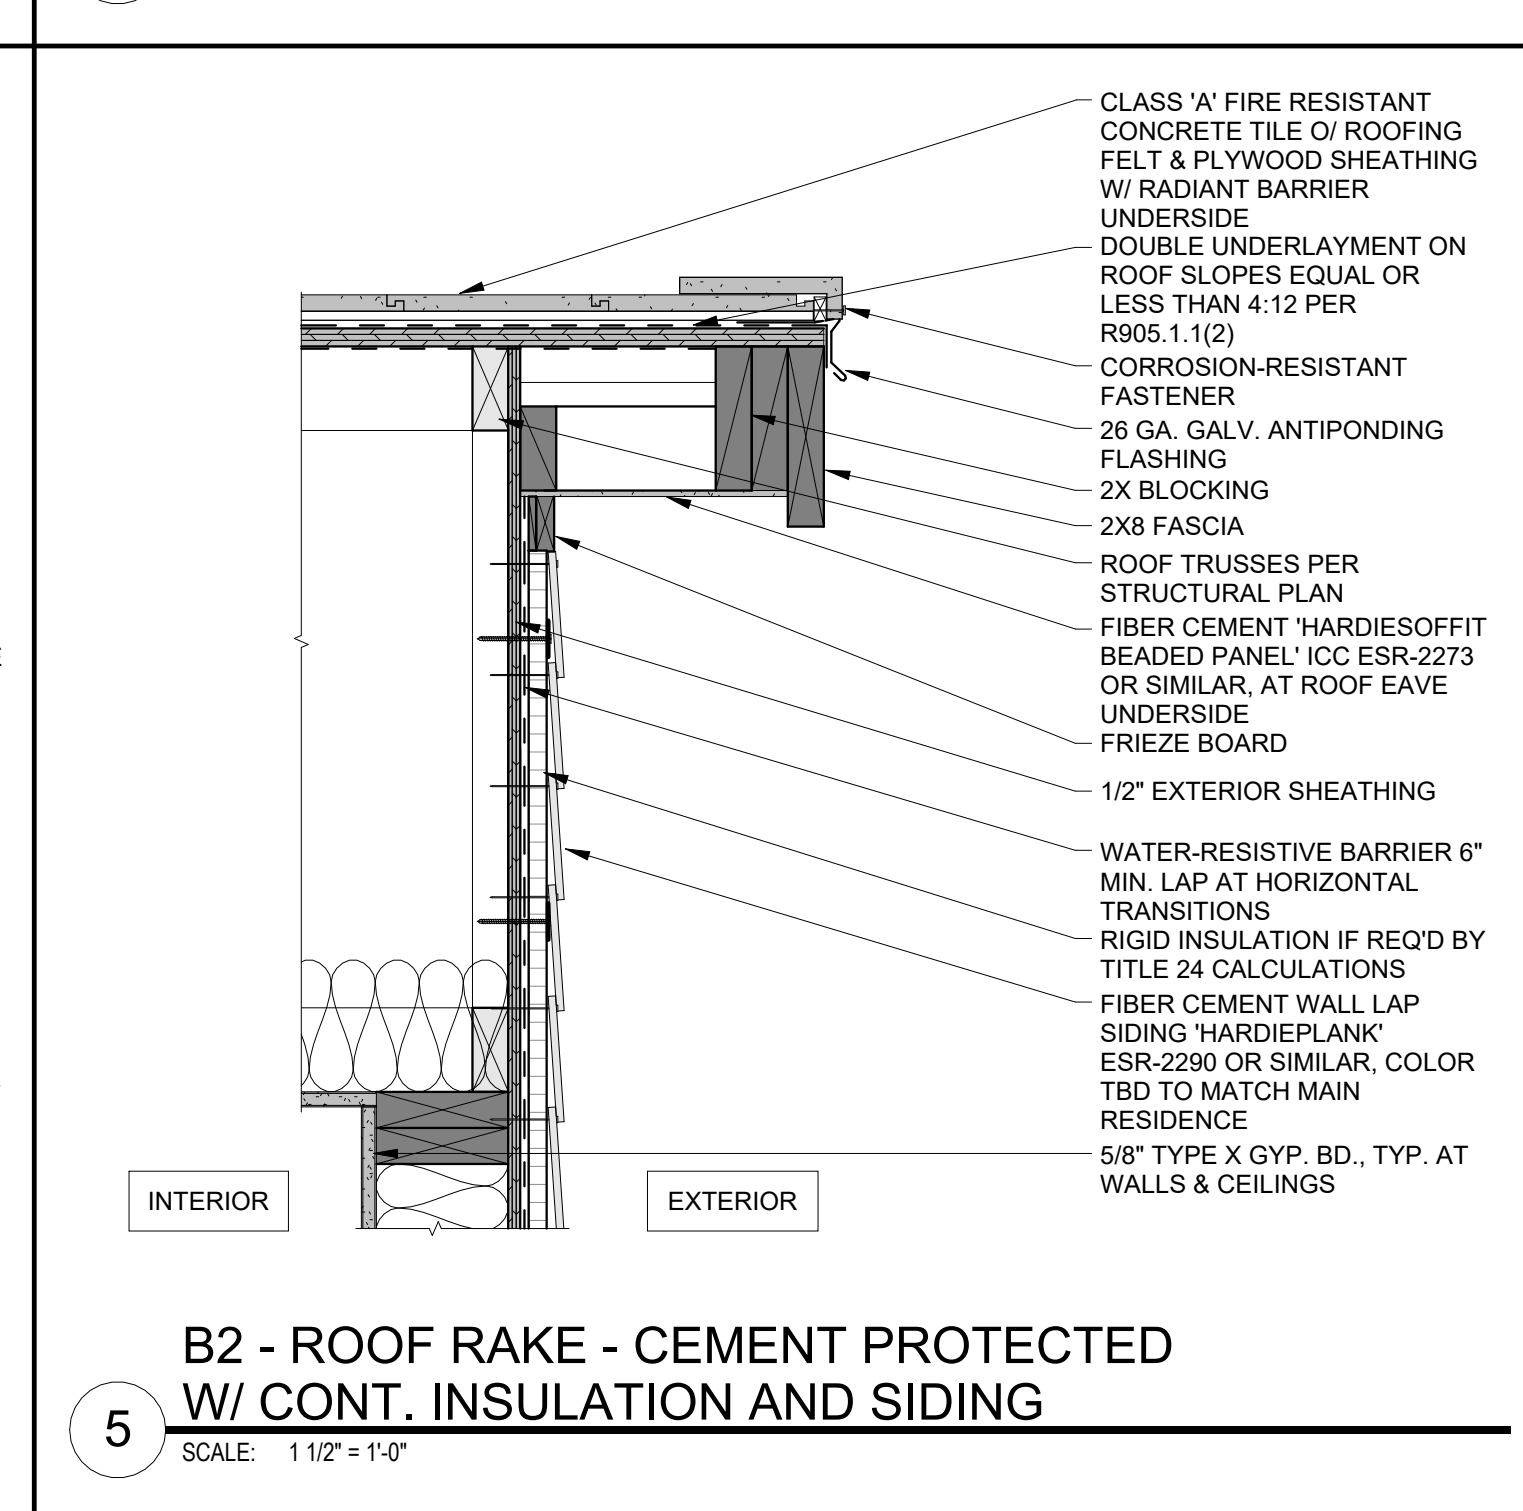 CLASS 'A' FIRE RESISTANT
CONCRETE TILE O/ ROOFING
FELT & PLYWOOD SHEATHING
W/ RADIANT BARRIER
UNDERSIDE
DOUBLE UNDERLAYMENT ON
ROOF SLOPES EQUAL OR
LESS THAN 4:12 PER
R905.1.1(2)
CORROSION-RESISTANT
FASTENER
26 GA. GALV. ANTIPONDING
FLASHING
2X BLOCKING
2X8 FASCIA
ROOF TRUSSES PER
STRUCTURAL PLAN
FIBER CEMENT 'HARDIESOFFIT
BEADED PANEL' ICC ESR-2273
OR SIMILAR, AT ROOF EAVE
UNDERSIDE
FRIEZE BOARD
1/2" EXTERIOR SHEATHING
WATER-RESISTIVE BARRIER 6"
MIN. LAP AT HORIZONTAL
TRANSITIONS
RIGID INSULATION IF REQ'D BY
TITLE 24 CALCULATIONS
FIBER CEMENT WALL LAP
SIDING 'HARDIEPLANK'
ESR-2290 OR SIMILAR, COLOR
TBD TO MATCH MAIN
RESIDENCE
5/8" TYPE X GYP. BD., TYP. AT
WALLS & CEILINGS
INTERIOR
EXTERIOR
B2 - ROOF RAKE - CEMENT PROTECTED
W/ CONT. INSULATION AND SIDING
5
SCALE: 1 1/2" = 1'-0"